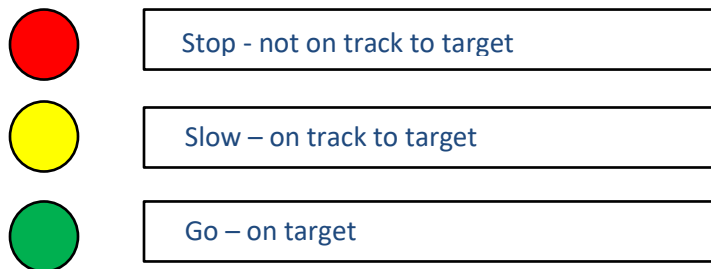 Stop - not on track to target
Slow – on track to target
Go – on target